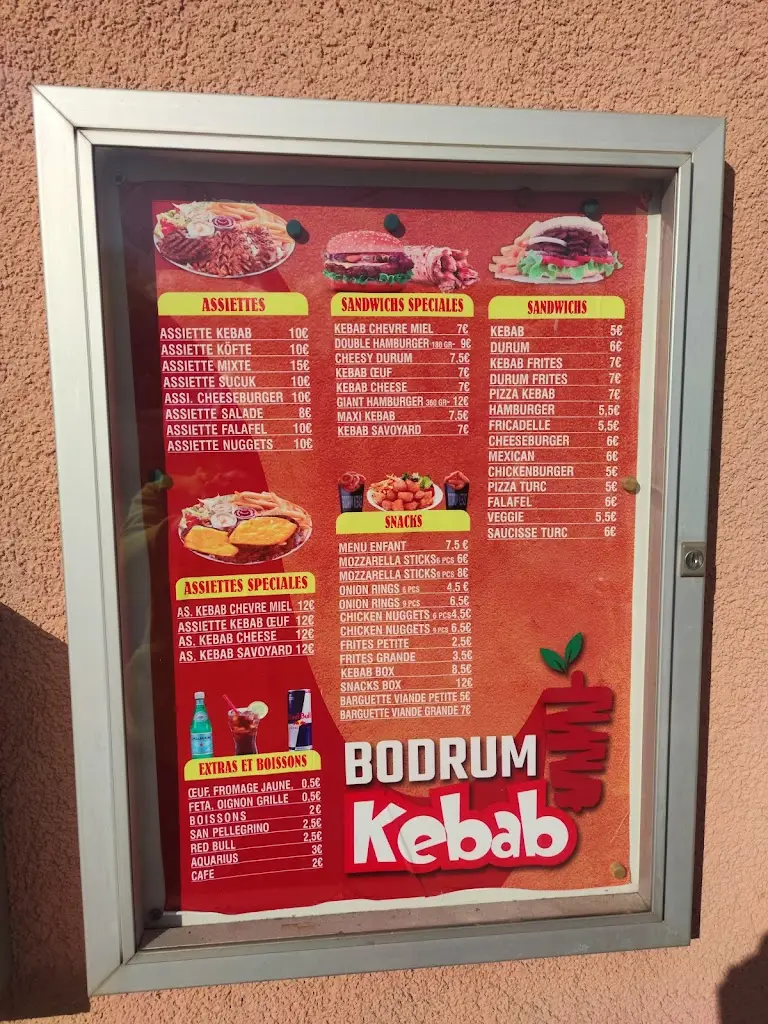 ASSIETTES
ASSIETTE KEBAB 10€
ASSIETTE KÖFTE 10€
ASSIETTE MIXTE 15€
ASSIETTE SUCUK 10€
ASSI. CHEESEBURGER 10€
ASSIETTE SALADE 8€
ASSIETTE FALAFEL 10€
ASSIETTE NUGGETS 10€
ASSIETTES SPECIALES
AS. KEBAB CHEVRE MIEL 12€
ASSIETTE KEBAB ŒUF 12€
AS. KEBAB CHEESE 12€
AS. KEBAB SAVOYARD 12€
EXTRAS ET BOISSONS
ŒUF, FROMAGE JAUNE, 0,5€
FETA, OIGNON GRILLE 0,5€
BOISSONS 2€
SAN PELLEGRINO 2,5€
RED BULL 2,5€
AQUARIUS 3€
CAFE 2€
SANDWICHS SPECIALES
KEBAB CHEVRE MIEL 7€
DOUBLE HAMBURGER 180 GR- 9€
CHEESY DURUM 7.5€
KEBAB ŒUF 7€
KEBAB CHEESE 7€
GIANT HAMBURGER 360 GR- 12€
MAXI KEBAB 7.5€
KEBAB SAVOYARD 7€
SNACKS
MENU ENFANT 7.5 €
MOZZARELLA STICKS 6 PCS 6€
MOZZARELLA STICKS 9 PCS 8€
ONION RINGS 6 PCS 4,5 €
ONION RINGS 9 PCS 6.5€
CHICKEN NUGGETS 6 PCS 4.5€
CHICKEN NUGGETS 9 PCS 6.5€
FRITES PETITE 2,5€
FRITES GRANDE 3,5€
KEBAB BOX 8.5€
SNACKS BOX 12€
BARGUETTE VIANDE PETITE 5€
BARGUETTE VIANDE GRANDE 7€
SANDWICHS
KEBAB 5€
DURUM 6€
KEBAB FRITES 7€
DURUM FRITES 7€
PIZZA KEBAB 7€
HAMBURGER 5,5€
FRICADELLE 5,5€
CHEESEBURGER 6€
MEXICAN 6€
CHICKENBURGER 5€
PIZZA TURC 5€
FALAFEL 6€
VEGGIE 5,5€
SAUCISSE TURC 6€
BODRUM
Kebab